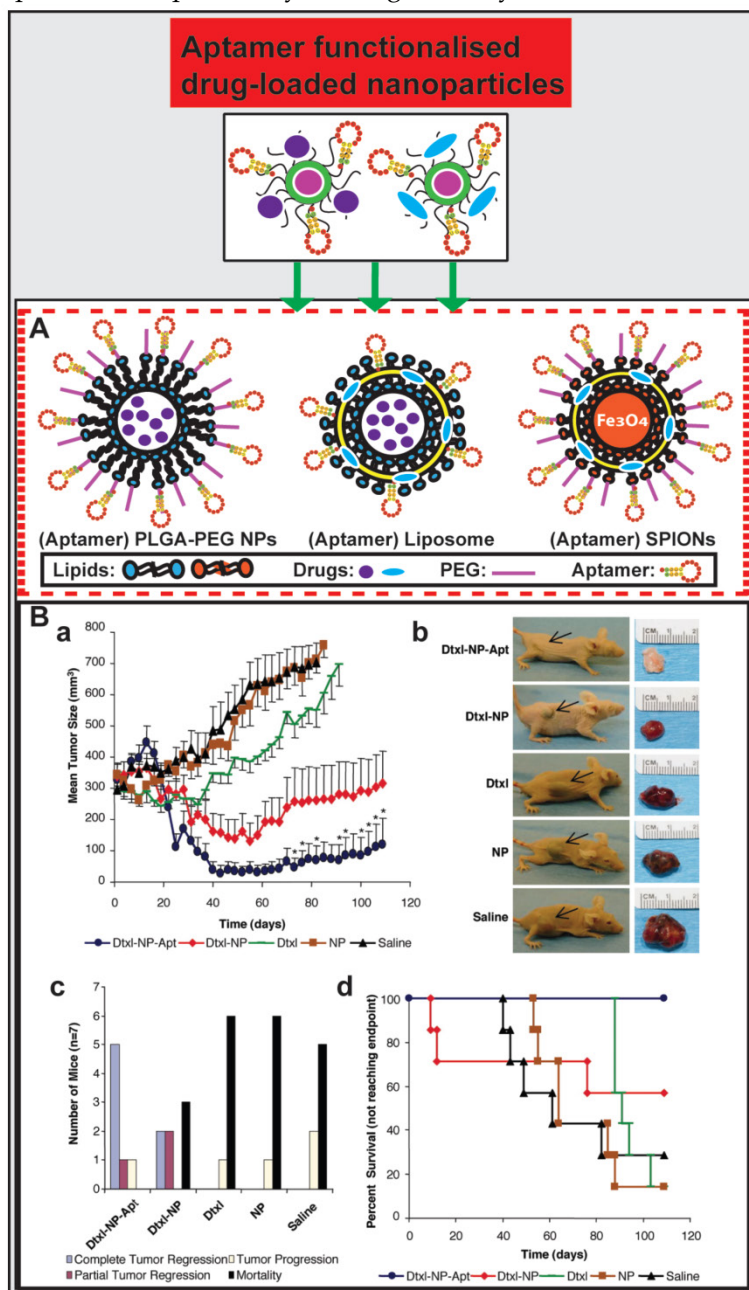 Aptamer functionalised
drug-loaded nanoparticles
A
Fe3O4
(Aptamer) PLGA-PEG NPs
(Aptamer) Liposome
(Aptamer) SPIONs
Lipids:
Drugs:
PEG:
Aptamer:
B
a
Mean Tumor Size (mm³)
800
700
600
500
400
300
200
100
0
0
20
40
60
80
100
120
* * * * * * * *
Time (days)
Dtxl-NP-Apt
Dtxl-NP
Dtxl
NP
Saline
b
Dtxl-NP-Apt
Dtxl-NP
Dtxl
NP
Saline
c
Number of Mice (n=7)
7
6
5
4
3
2
1
0
Dtxl-NP-Apt
Dtxl-NP
Dtxl
NP
Saline
Complete Tumor Regression
Tumor Progression
Partial Tumor Regression
Mortality
d
Percent Survival (not reaching endpoint)
100
80
60
40
20
0
0
20
40
60
80
100
120
Time (days)
Dtxl-NP-Apt
Dtxl-NP
Dtxl
NP
Saline